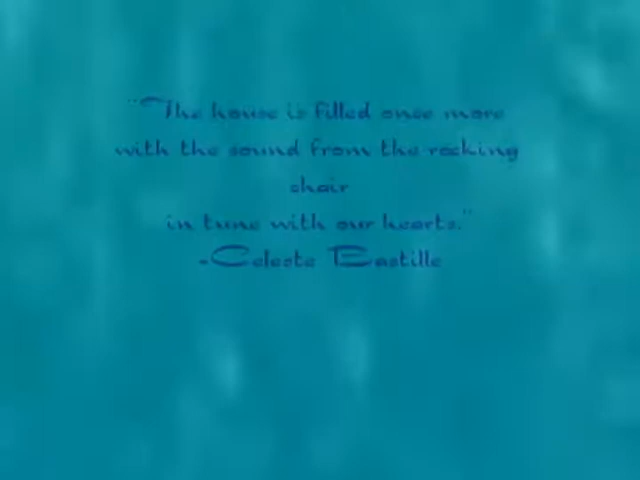 "The house is filled once more
with the sound from the rocking
chair
in tune with our hearts."
-Celeste Bastille